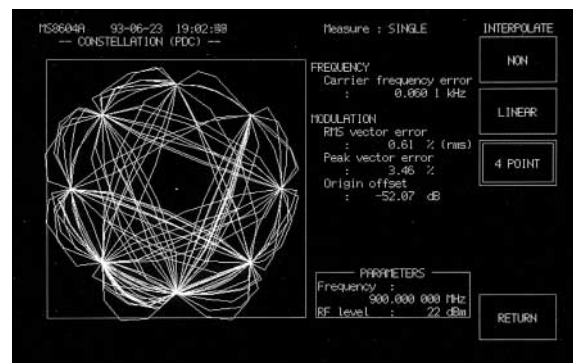 MS8604A 93-06-23 19:02:
-- CONSTELLATION (PDC) --
Measure : SINGLE
FREQUENCY
Carrier frequency error
: 0.060 1 kHz
MODULATION
RMS vector error
: 0.61 % (rms)
Peak vector error
: 3.46 %
Origin offset
: -52.07 dB
PARAMETERS
Frequency :
900.000 000 MHz
RF level : 22 dBm
INTERPOLATE
NON
LINEAR
4 POINT
RETURN